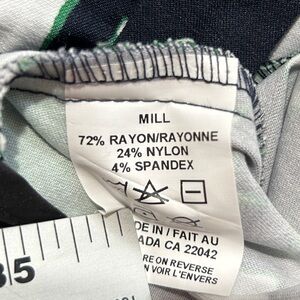 MILL
72% RAYON/RAYONNE
24% NYLON
4% SPANDEX
DE IN / FAIT AU
ADA CA 22042
RE ON REVERSE
ON À L'ENVERS
35